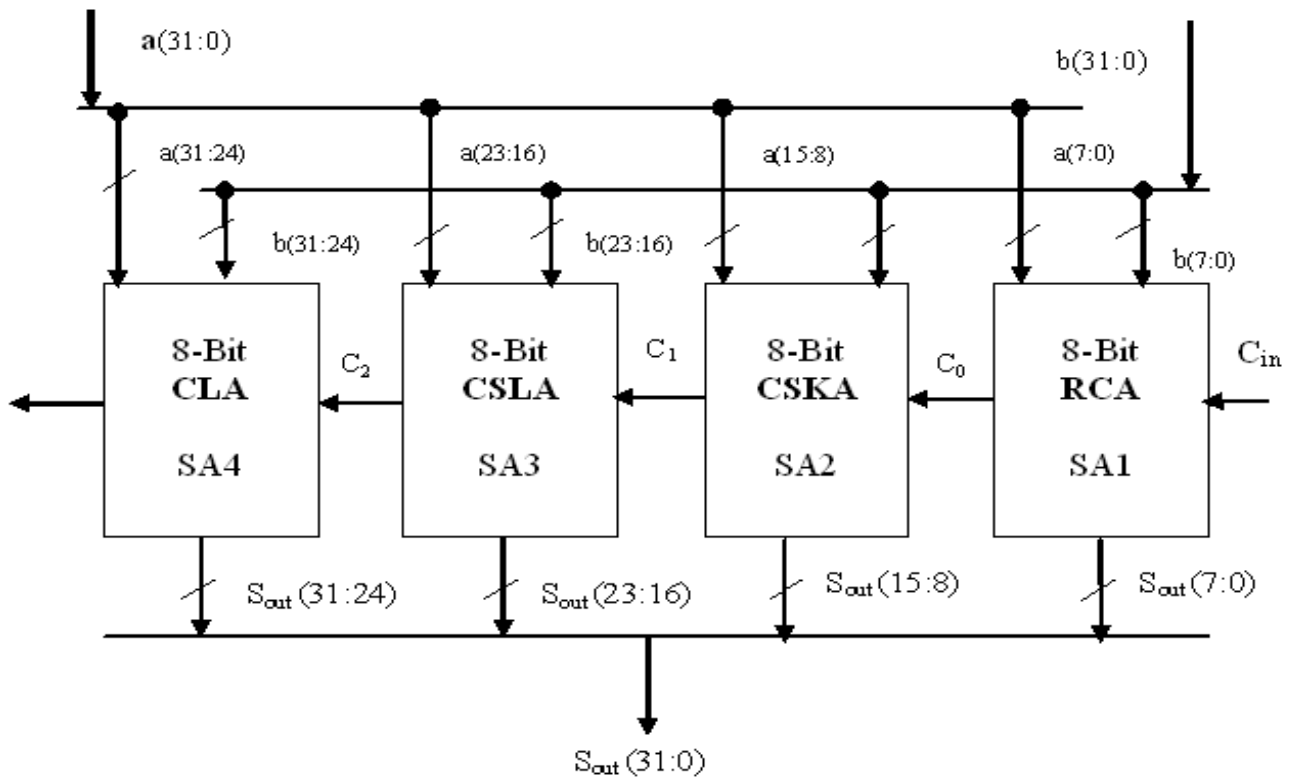 a(31:0)
b(31:0)
a(31:24)
a(23:16)
a(15:8)
a(7:0)
b(31:24)
b(23:16)
b(7:0)
8-Bit
CLA
SA4
C₂
8-Bit
CSLA
SA3
C₁
8-Bit
CSKA
SA2
C₀
8-Bit
RCA
SA1
Cᵢₙ
Sₒᵤₜ(31:24)
Sₒᵤₜ(23:16)
Sₒᵤₜ(15:8)
Sₒᵤₜ(7:0)
Sₒᵤₜ(31:0)